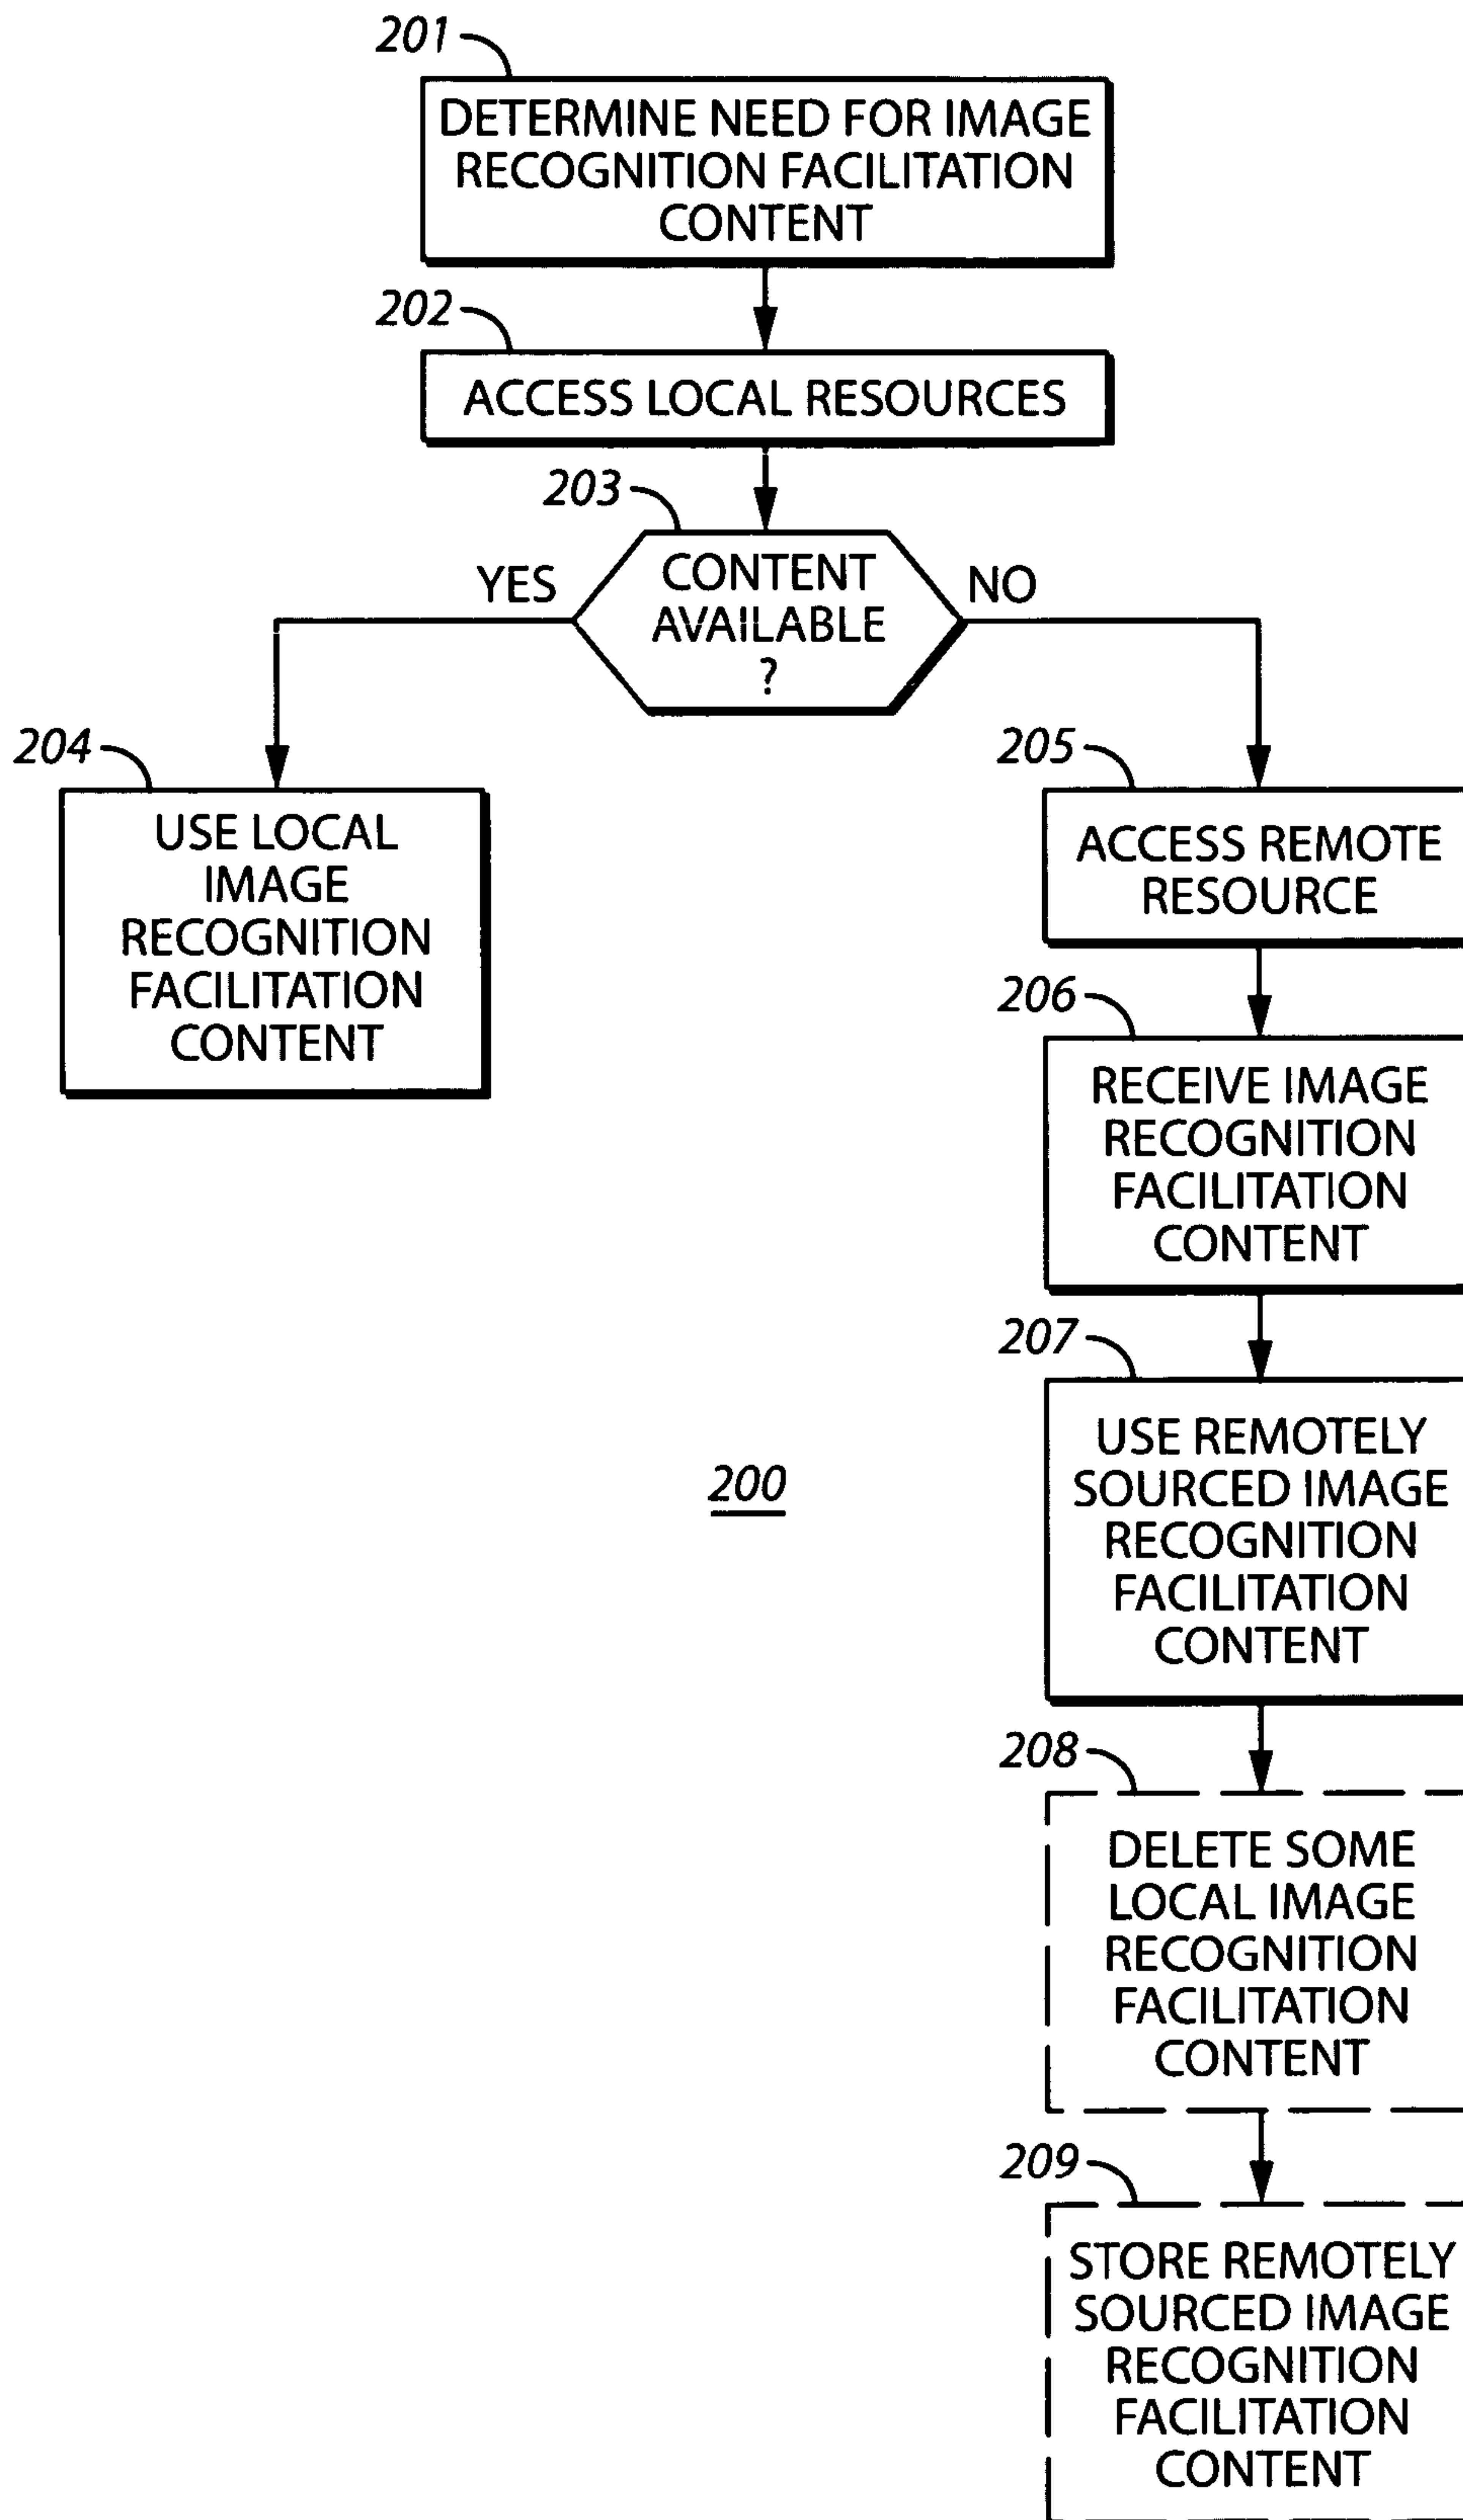 201
DETERMINE NEED FOR IMAGE
RECOGNITION FACILITATION
CONTENT
202
ACCESS LOCAL RESOURCES
203
CONTENT
AVAILABLE
?
YES
NO
204
USE LOCAL
IMAGE
RECOGNITION
FACILITATION
CONTENT
205
ACCESS REMOTE
RESOURCE
206
RECEIVE IMAGE
RECOGNITION
FACILITATION
CONTENT
207
USE REMOTELY
SOURCED IMAGE
RECOGNITION
FACILITATION
CONTENT
200
208
DELETE SOME
LOCAL IMAGE
RECOGNITION
FACILITATION
CONTENT
209
STORE REMOTELY
SOURCED IMAGE
RECOGNITION
FACILITATION
CONTENT